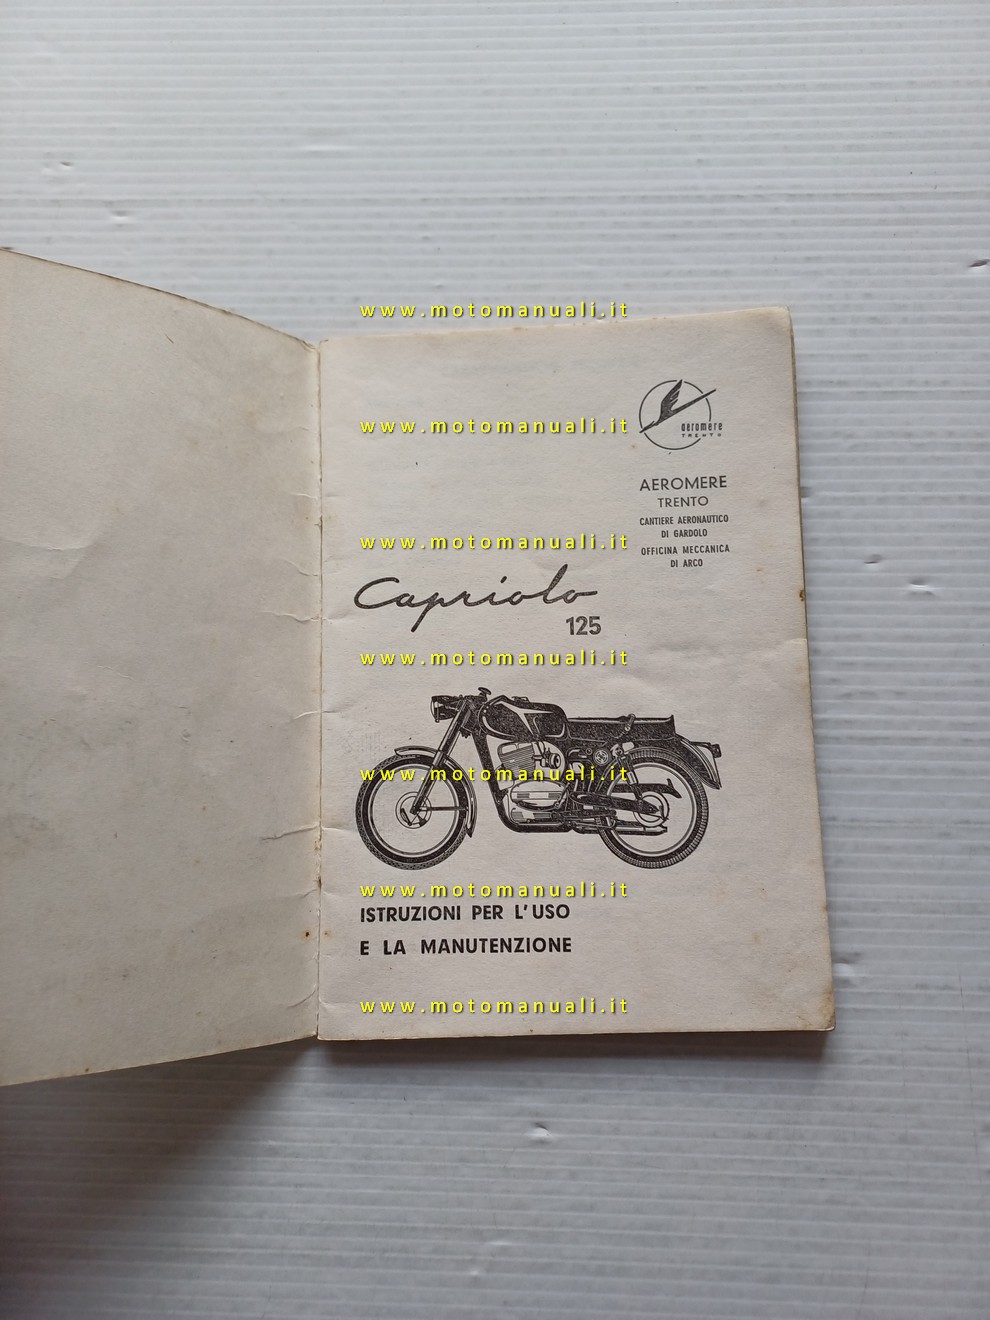 www.motomanuali.it
aeromere
TRENTO
www.motomanuali.it
AEROMERE
TRENTO
CANTIERE AERONAUTICO
DI GARDOLO
www.motomanuali.it
OFFICINA MECCANICA
DI ARCO
Capriolo
125
www.motomanuali.it
www.motomanuali.it
www.motomanuali.it
ISTRUZIONI PER L'USO
E LA MANUTENZIONE
www.motomanuali.it